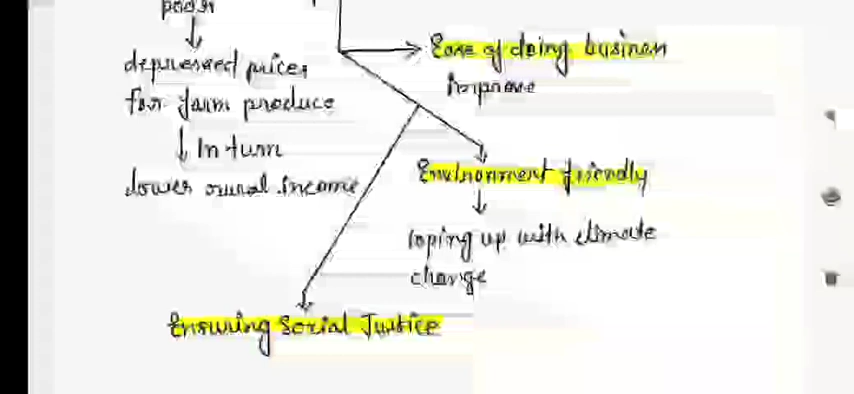 depressed prices
for farm produce
In turn
lower rural income
Ease of doing business
improve
Environment friendly
coping up with climate
change
Ensuring Social Justice